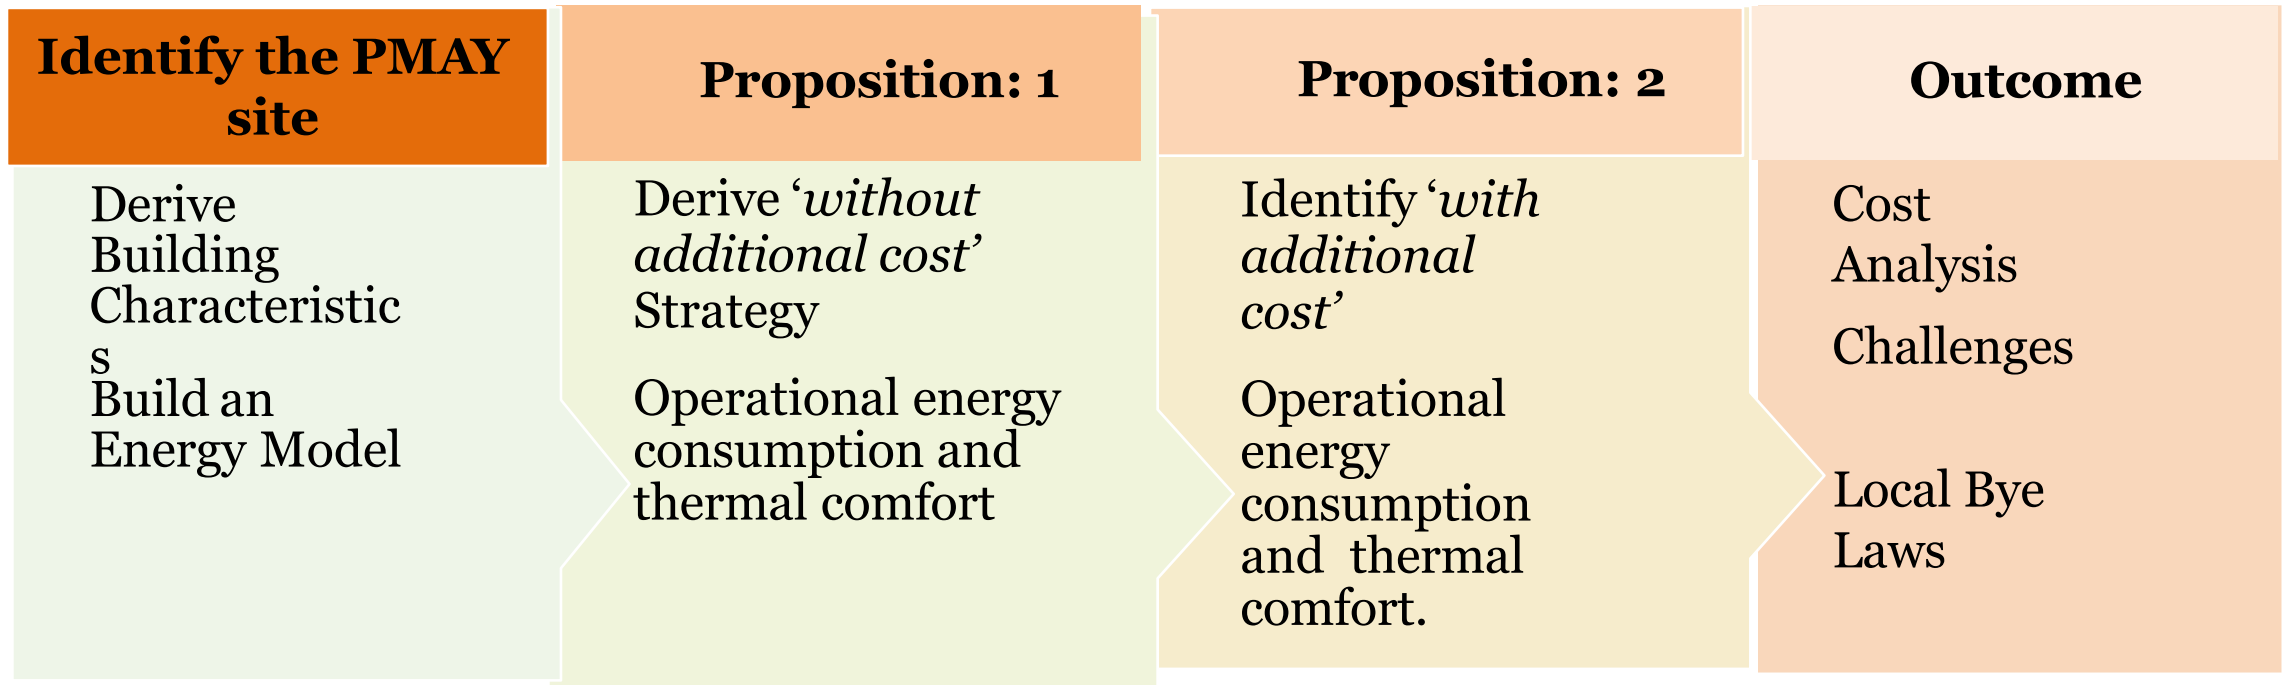 Identify the PMAY
site
Derive
Building
Characteristic
s
Build an
Energy Model
Proposition: 1
Derive ‘without
additional cost’
Strategy
Operational energy
consumption and
thermal comfort
Proposition: 2
Identify ‘with
additional
cost’
Operational
energy
consumption
and thermal
comfort.
Outcome
Cost
Analysis
Challenges
Local Bye
Laws